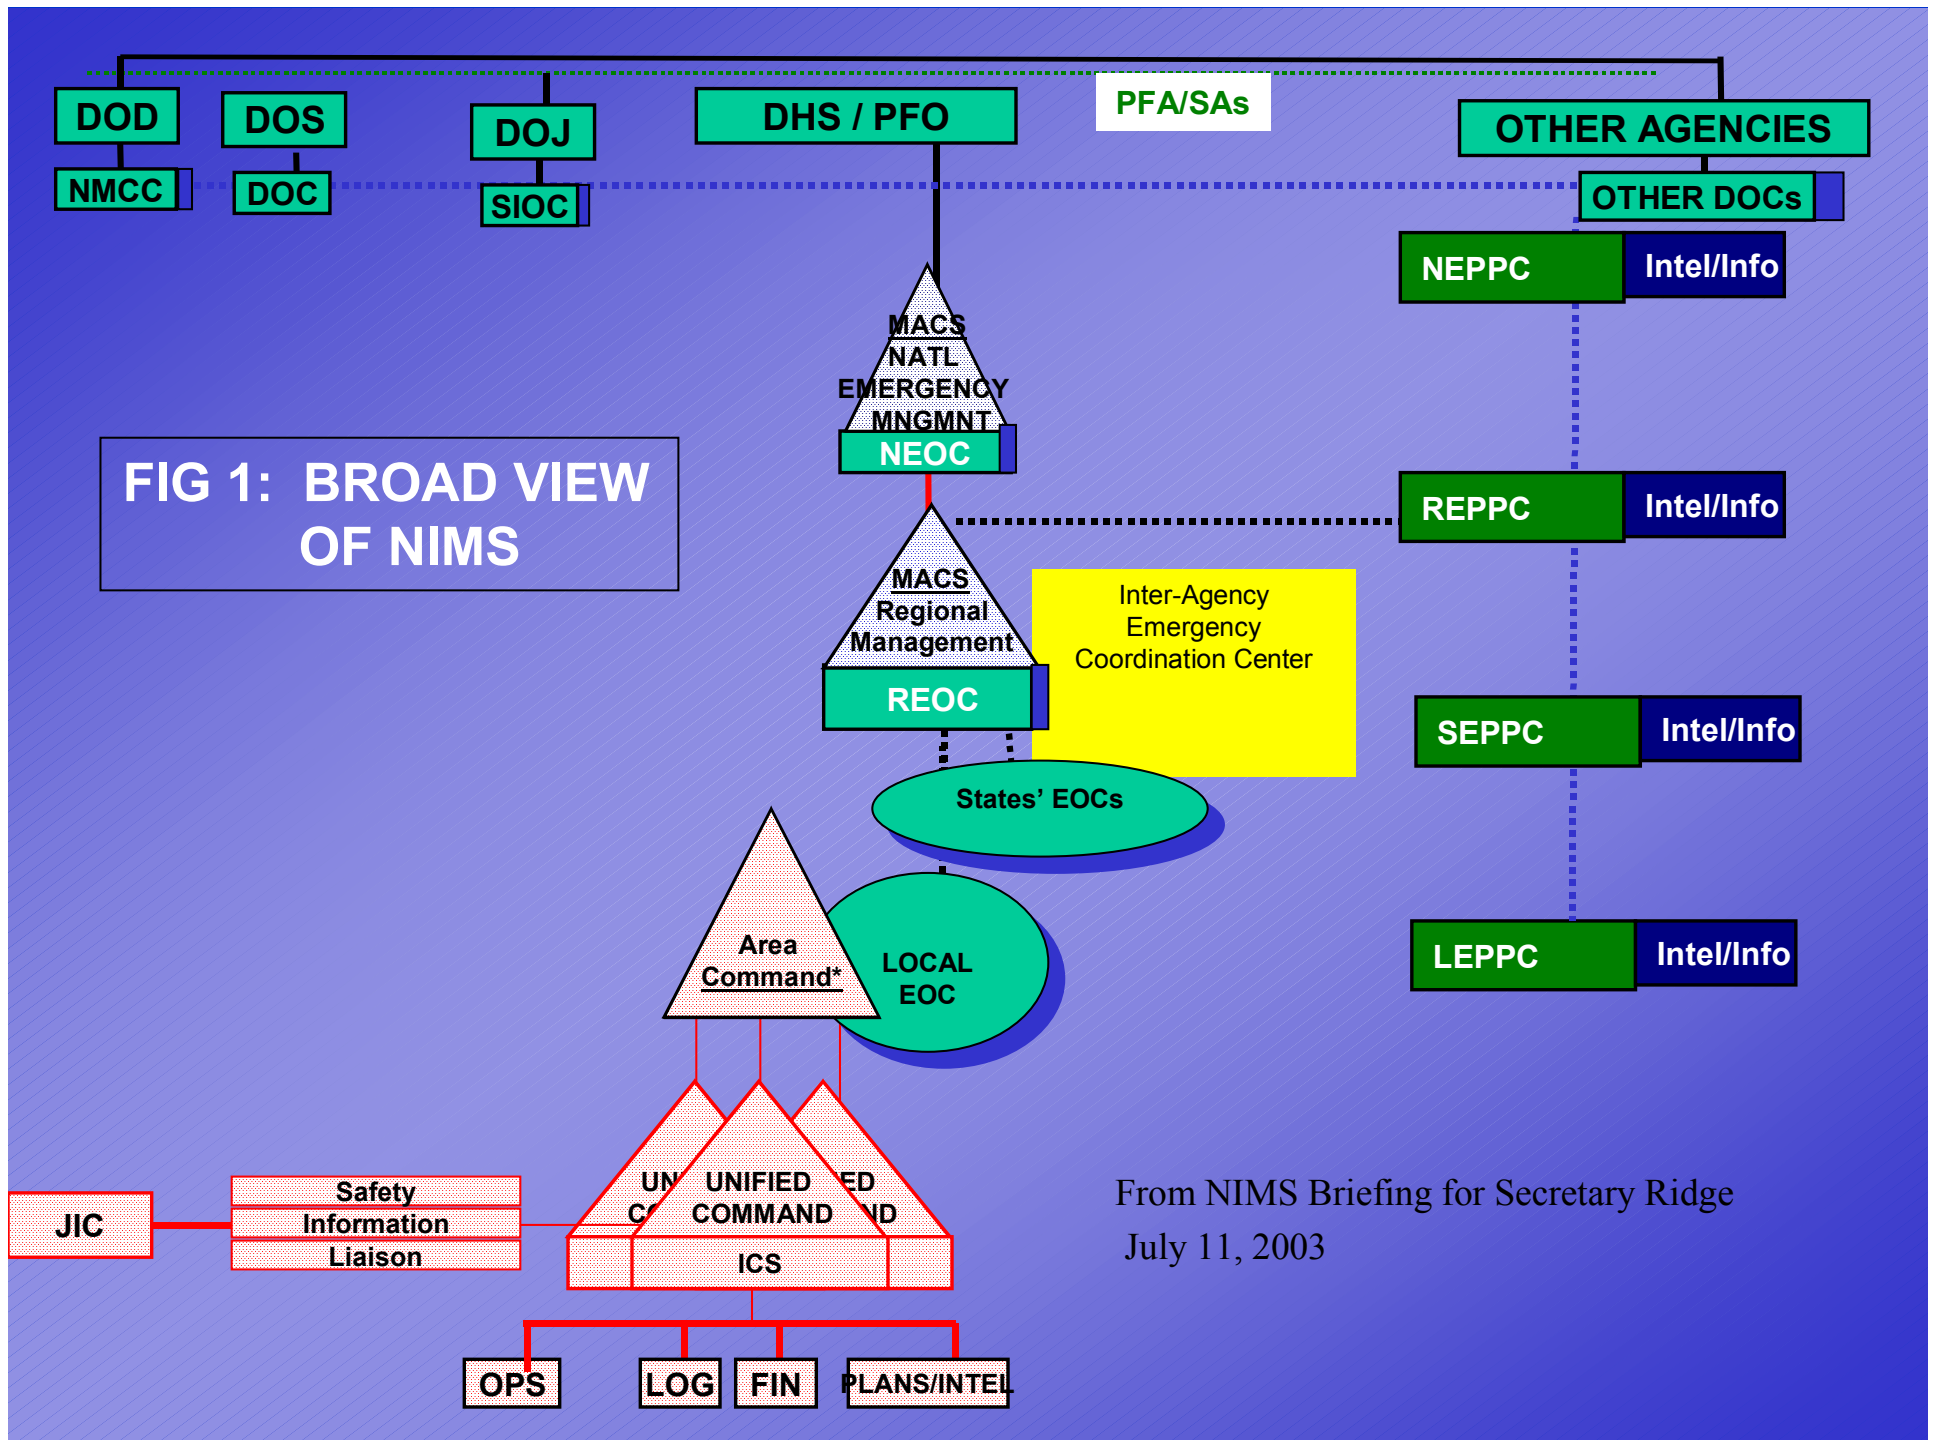 DOD
DOS
DOJ
DHS / PFO
PFA/SAs
OTHER AGENCIES
NMCC
DOC
SIOC
OTHER DOCs
NEPPC
Intel/Info
MACS
NATL
EMERGENCY
MNGMNT
NEOC
FIG 1: BROAD VIEW
OF NIMS
REPPC
Intel/Info
MACS
Regional
Management
REOC
Inter-Agency
Emergency
Coordination Center
SEPPC
Intel/Info
States’ EOCs
Area
Command*
LOCAL
EOC
LEPPC
Intel/Info
UNIFIED
COMMAND
ICS
JIC
Safety
Information
Liaison
From NIMS Briefing for Secretary Ridge
July 11, 2003
OPS
LOG
FIN
PLANS/INTEL